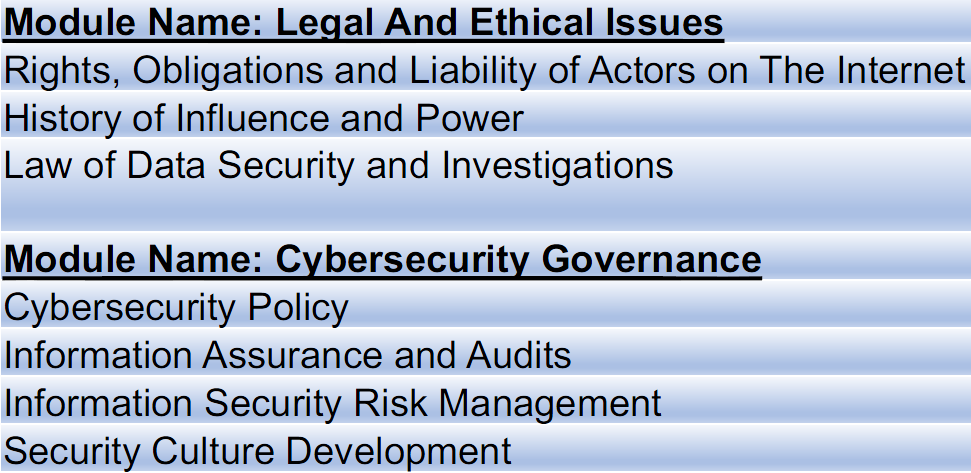 Module Name: Legal And Ethical Issues
Rights, Obligations and Liability of Actors on The Internet
History of Influence and Power
Law of Data Security and Investigations
Module Name: Cybersecurity Governance
Cybersecurity Policy
Information Assurance and Audits
Information Security Risk Management
Security Culture Development